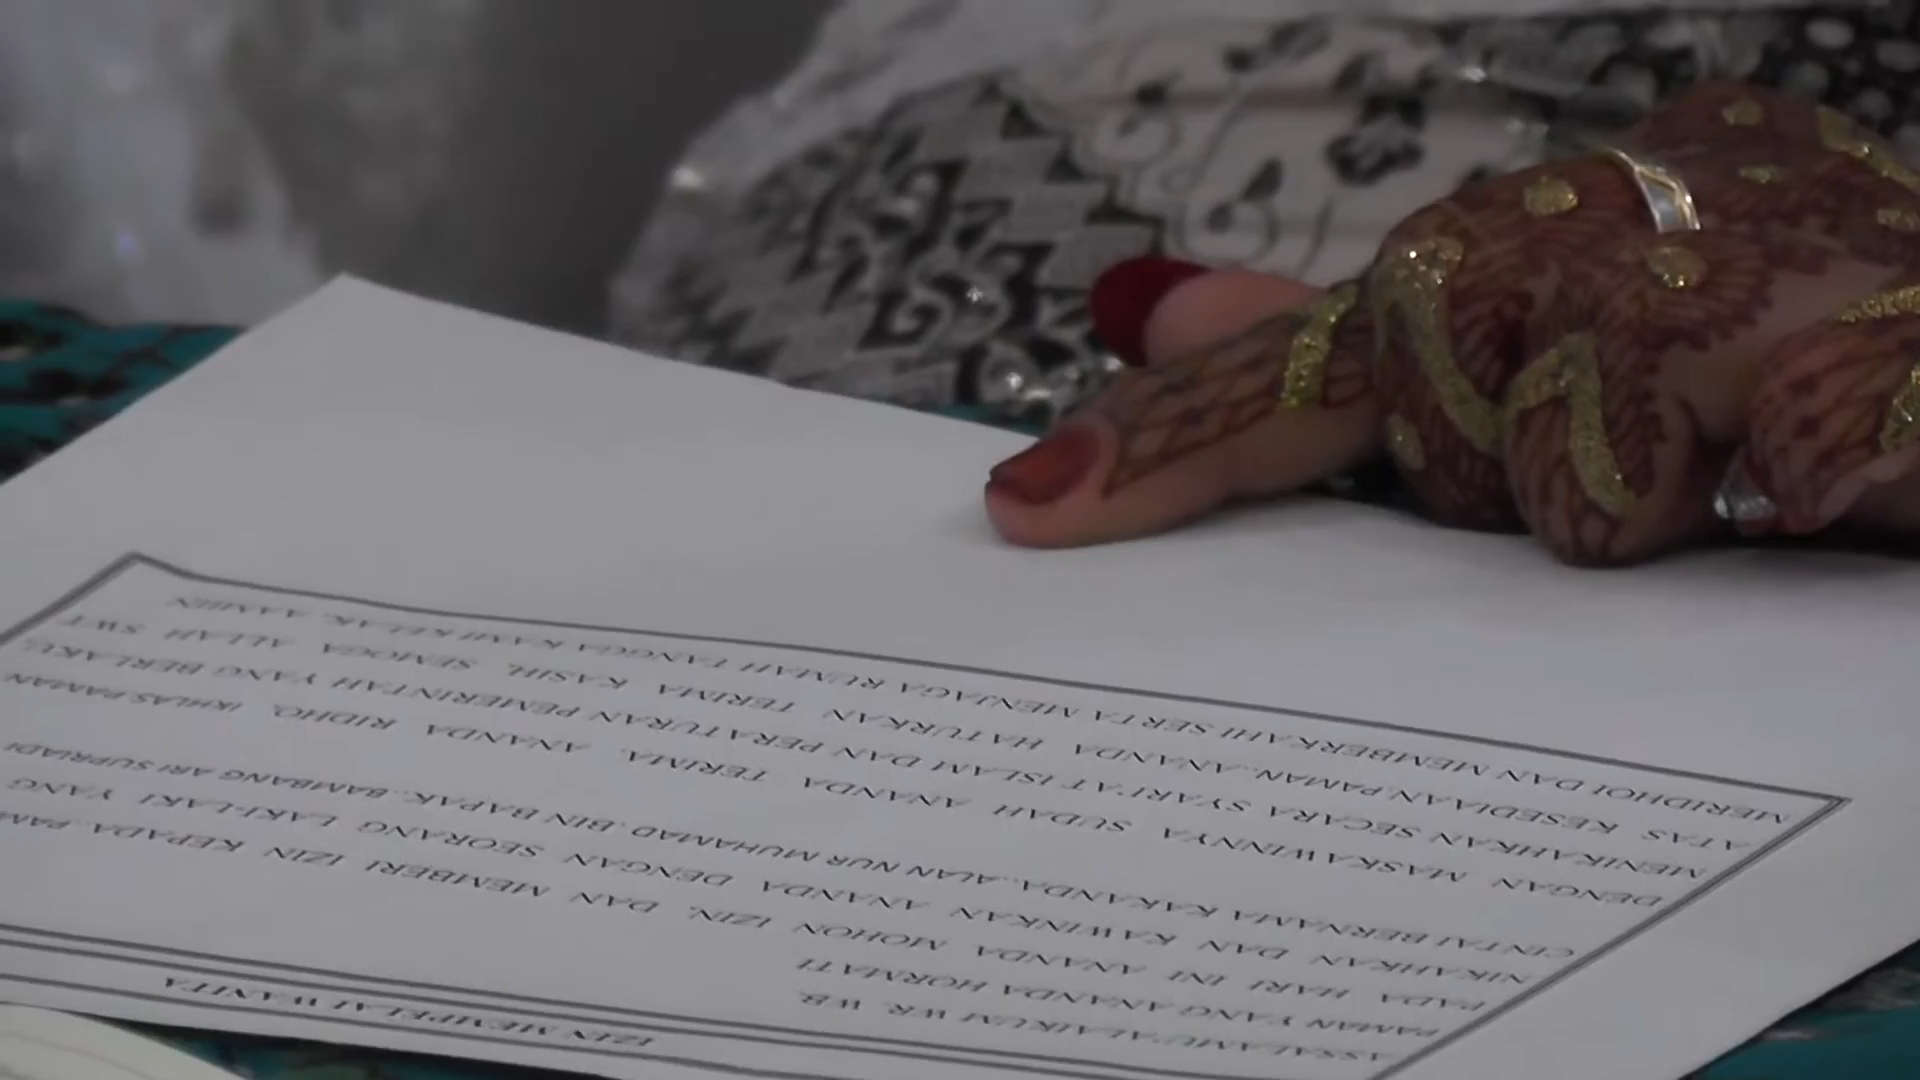 IZIN MEMPELAI WANITA
ASSALAMU'ALAIKUM WR. WB.
PAMAN YANG ANANDA HORMATI
PADA HARI INI ANANDA MOHON IZIN, DAN MEMBERI IZIN KEPADA
NIKAHKAN DAN KAWINKAN ANANDA DENGAN SEORANG LAKI-LAKI YANG
CINTAI BERNAMA KAKANDA..ALAN NUR MUHAMAD. BIN BAPAK..BAMBANG ARI SUPRIADI
DENGAN MASKAWINNYA SUDAH ANANDA TERIMA, ANANDA RIDHO, IKHLAS PAMAN
MENIKAHKAN SECARA SYARI'AT ISLAM DAN PERATURAN PEMERINTAH YANG BERLAKU.
ATAS KESEDIAAN PAMAN..ANANDA HATURKAN TERIMA KASIH, SEMOGA ALLAH SWT
MERIDHOI DAN MEMBERKAHI SERTA MENJAGA RUMAH TANGGA KAMI KELAK. AAMIIN